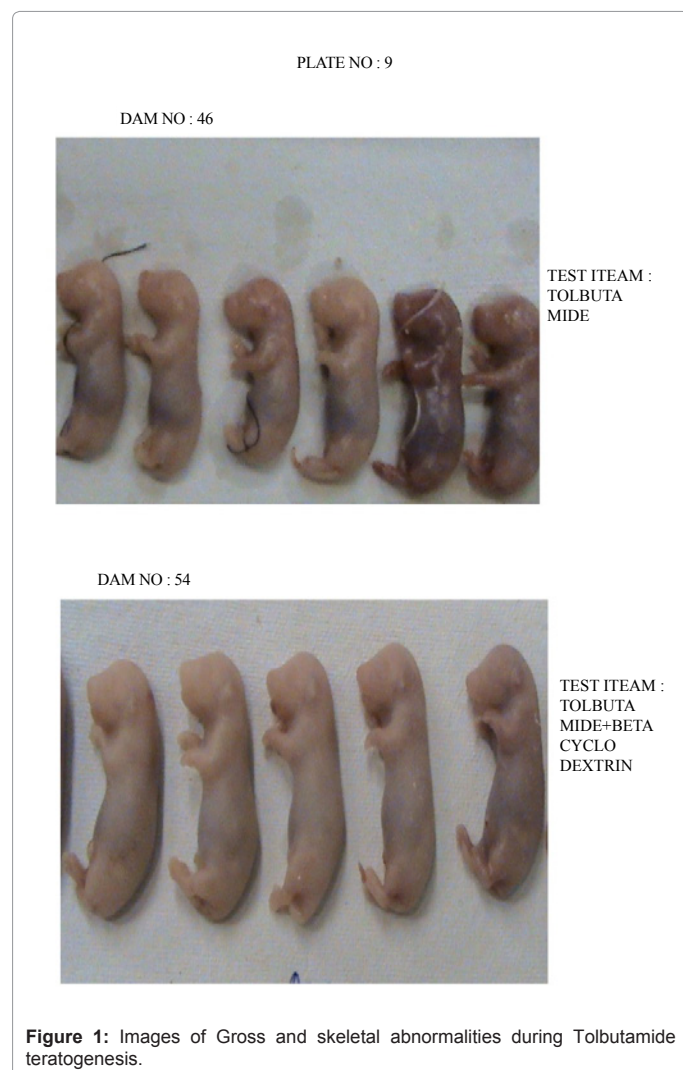 PLATE NO : 9
DAM NO : 46
TEST ITEAM :
TOLBUTA
MIDE
DAM NO : 54
TEST ITEAM :
TOLBUTA
MIDE+BETA
CYCLO
DEXTRIN
Figure 1: Images of Gross and skeletal abnormalities during Tolbutamide
teratogenesis.